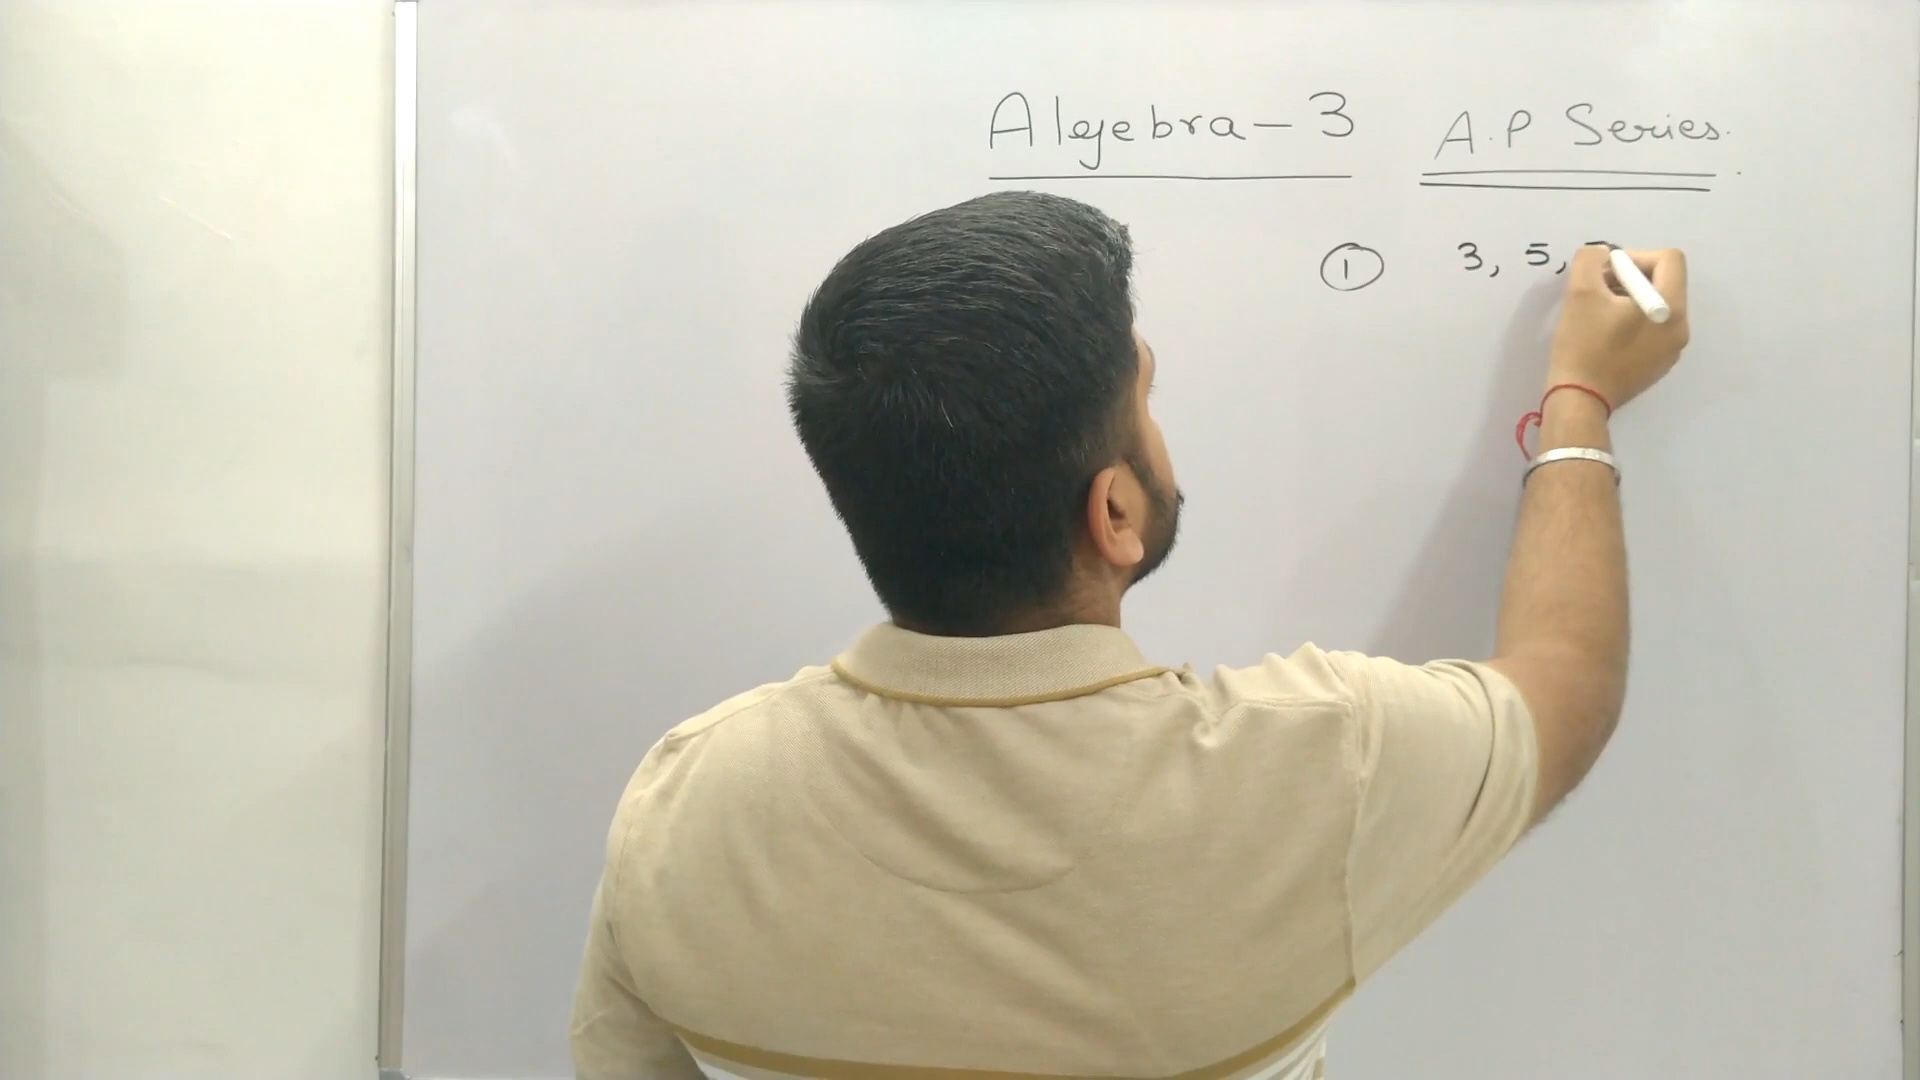 Algebra-3 A.P Series.
① 3, 5,